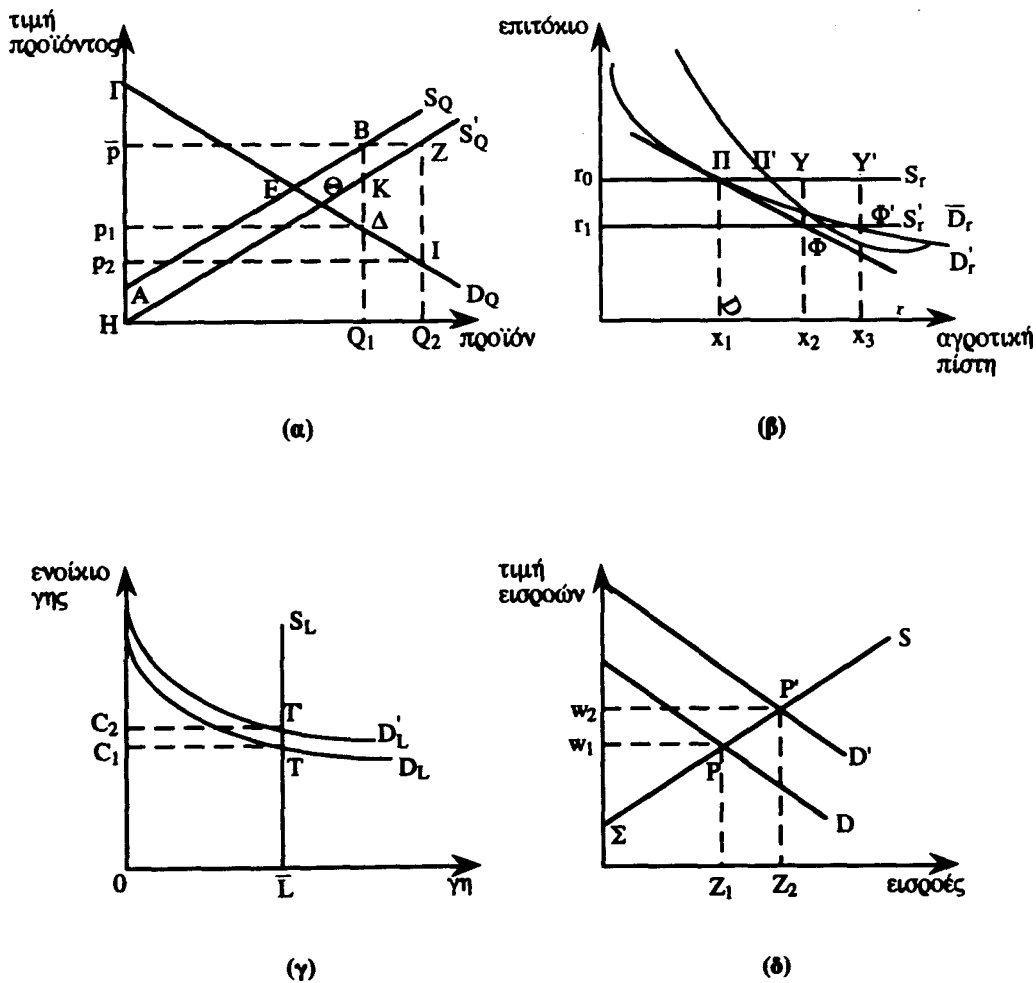 τιμή
προϊόντος
Γ
p̄
p₁
p₂
A
H
E
B
Θ
K
Δ
Z
I
S_Q
S'_Q
D_Q
Q₁
Q₂
προϊόν
(α)
επιτόκιο
r₀
r₁
Π
Π'
Υ
Υ'
S_r
Φ
Φ'
S'_r
D̄_r
D'_r
D
r
x₁
x₂
x₃
αγροτική
πίστη
(β)
ενοίκιο
γης
S_L
C₂
C₁
T'
T
D'_L
D_L
0
L̄
γη
(γ)
τιμή
εισροών
S
w₂
w₁
P'
P
D'
D
Σ
Z₁
Z₂
εισροές
(δ)